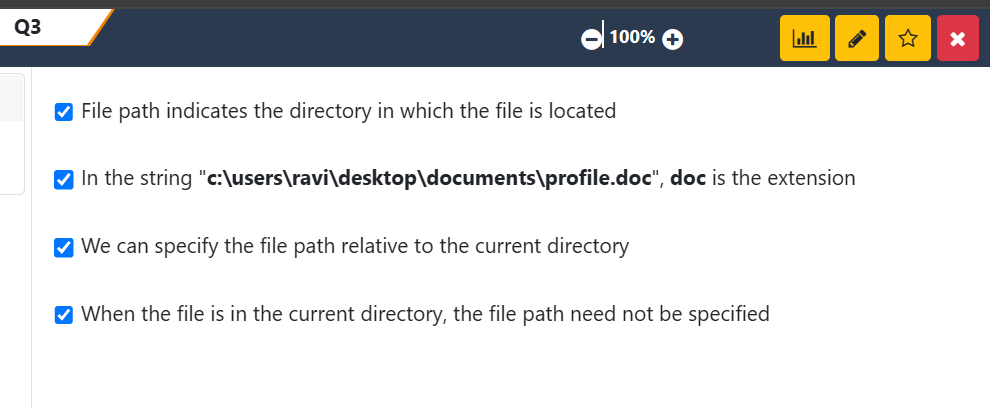 Q3
100%
File path indicates the directory in which the file is located
In the string "c:\users\ravi\desktop\documents\profile.doc", doc is the extension
We can specify the file path relative to the current directory
When the file is in the current directory, the file path need not be specified